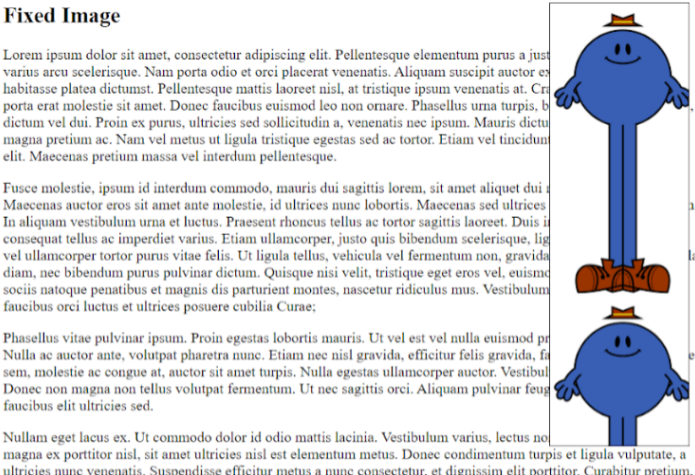 Fixed Image
Lorem ipsum dolor sit amet, consectetur adipiscing elit. Pellentesque elementum purus a just
varius arcu scelerisque. Nam porta odio et orci placerat venenatis. Aliquam suscipit auctor ex
habitasse platea dictumst. Pellentesque mattis laoreet nisl, at tristique ipsum venenatis at. Cra
porta erat molestie sit amet. Donec faucibus euismod leo non ornare. Phasellus urna turpis, b
dictum vel dui. Proin ex purus, ultricies sed sollicitudin a, venenatis nec ipsum. Mauris dictu
magna pretium ac. Nam vel metus ut ligula tristique egestas sed ac tortor. Etiam vel tincidunt
elit. Maecenas pretium massa vel interdum pellentesque.
Fusce molestie, ipsum id interdum commodo, mauris dui sagittis lorem, sit amet aliquet dui
Maecenas auctor eros sit amet ante molestie, id ultrices nunc lobortis. Maecenas sed ultrices
In aliquam vestibulum urna et luctus. Praesent rhoncus tellus ac tortor sagittis laoreet. Duis
consequat tellus ac imperdiet varius. Etiam ullamcorper, justo quis bibendum scelerisque, lig
vel ullamcorper tortor purus vitae felis. Ut ligula tellus, vehicula vel fermentum non, gravida
diam, nec bibendum purus pulvinar dictum. Quisque nisi velit, tristique eget eros vel, euismo
sociis natoque penatibus et magnis dis parturient montes, nascetur ridiculus mus. Vestibulum
faucibus orci luctus et ultrices posuere cubilia Curae;
Phasellus vitae pulvinar ipsum. Proin egestas lobortis mauris. Ut vel est vel nulla euismod pr
Nulla ac auctor ante, volutpat pharetra nunc. Etiam nec nisl gravida, efficitur felis gravida, fa
sem, molestie ac congue at, auctor sit amet turpis. Nulla egestas ullamcorper auctor. Vestibul
Donec non magna non tellus volutpat fermentum. Ut nec sagittis orci. Aliquam pulvinar feug
faucibus elit ultricies sed.
Nullam eget lacus ex. Ut commodo dolor id odio mattis lacinia. Vestibulum varius, lectus no
magna ex porttitor nisl, sit amet ultricies nisl est elementum metus. Donec condimentum turpis et ligula vulputate, a
ultricies nunc venenatis. Suspendisse efficitur metus a nunc consectetur, et dignissim elit porttitor. Curabitur pretium,